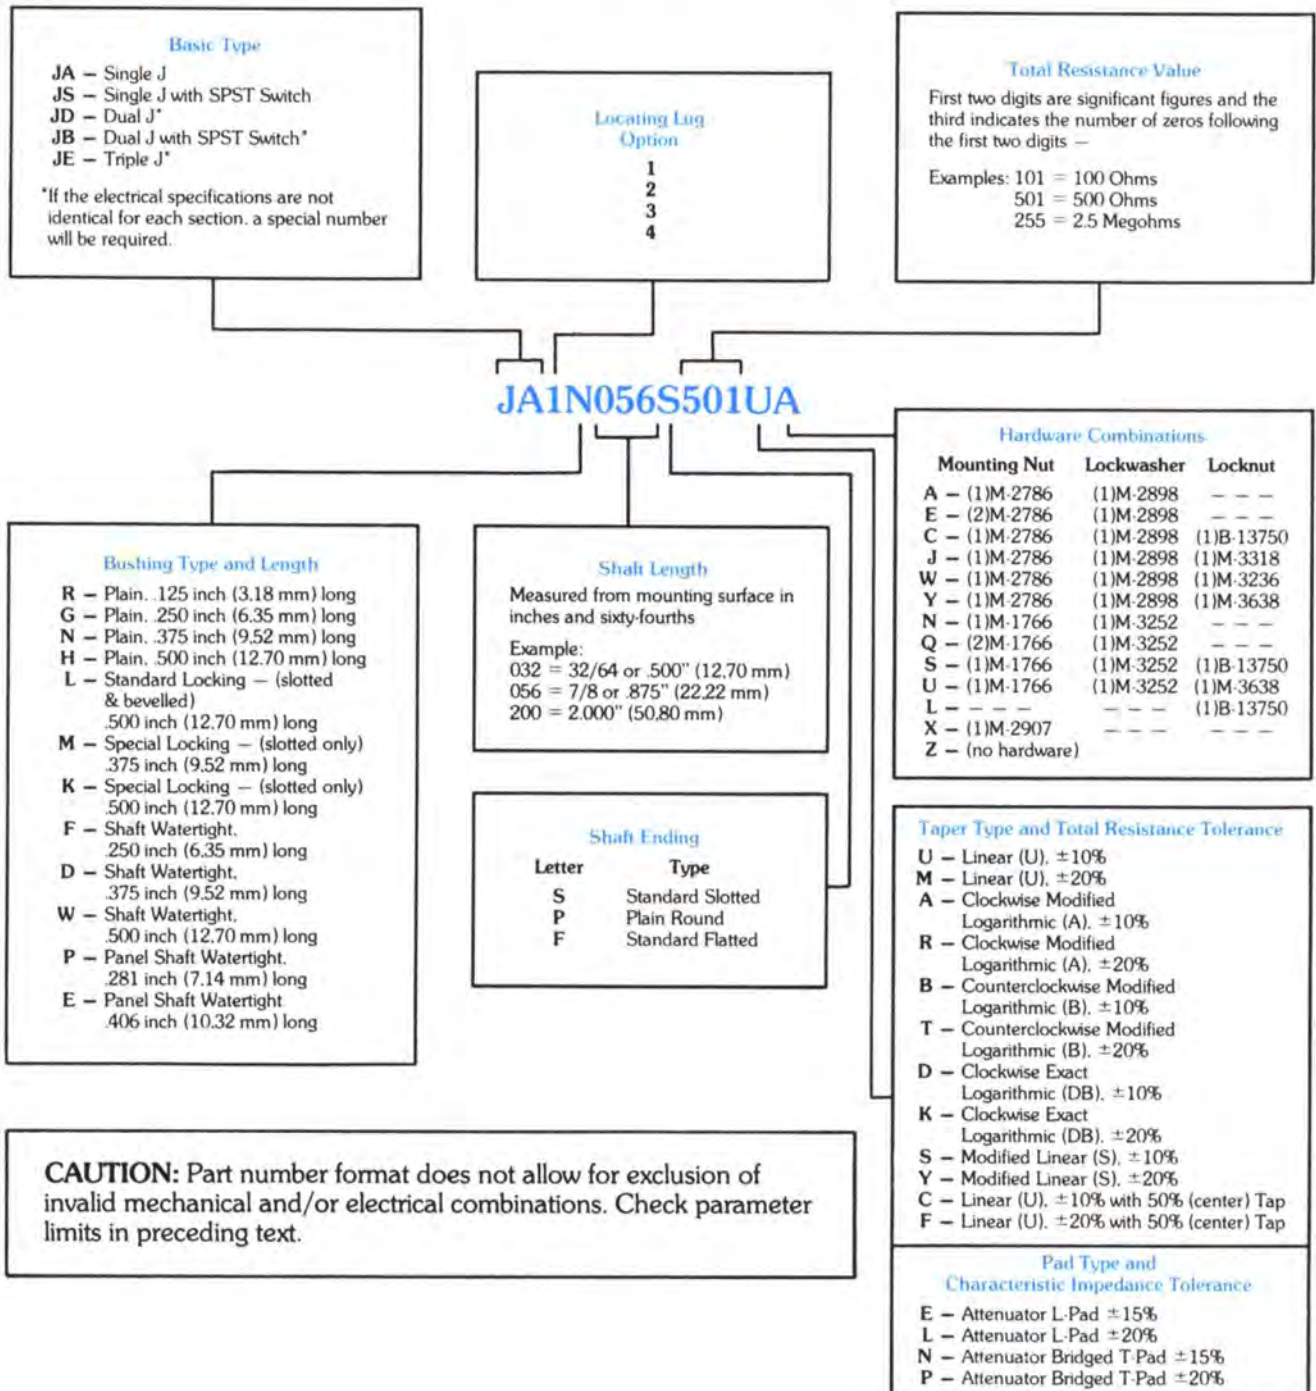 Basic Type
JA – Single J
JS – Single J with SPST Switch
JD – Dual J*
JB – Dual J with SPST Switch*
JE – Triple J*
*If the electrical specifications are not
identical for each section. a special number
will be required.
Locating Lug
Option
1
2
3
4
Total Resistance Value
First two digits are significant figures and the
third indicates the number of zeros following
the first two digits –
Examples: 101 = 100 Ohms
501 = 500 Ohms
255 = 2.5 Megohms
JA1N056S501UA
Bushing Type and Length
R – Plain. .125 inch (3.18 mm) long
G – Plain. .250 inch (6.35 mm) long
N – Plain. .375 inch (9.52 mm) long
H – Plain. .500 inch (12.70 mm) long
L – Standard Locking – (slotted
& bevelled)
.500 inch (12.70 mm) long
M – Special Locking – (slotted only)
.375 inch (9.52 mm) long
K – Special Locking – (slotted only)
.500 inch (12.70 mm) long
F – Shaft Watertight.
.250 inch (6.35 mm) long
D – Shaft Watertight.
.375 inch (9.52 mm) long
W – Shaft Watertight.
.500 inch (12.70 mm) long
P – Panel Shaft Watertight.
.281 inch (7.14 mm) long
E – Panel Shaft Watertight
.406 inch (10.32 mm) long
Shaft Length
Measured from mounting surface in
inches and sixty-fourths
Example:
032 = 32/64 or .500" (12.70 mm)
056 = 7/8 or .875" (22.22 mm)
200 = 2.000" (50.80 mm)
Shaft Ending
Letter Type
S Standard Slotted
P Plain Round
F Standard Flatted
Hardware Combinations
Mounting Nut Lockwasher Locknut
A – (1)M-2786 (1)M-2898 – – –
E – (2)M-2786 (1)M-2898 – – –
C – (1)M-2786 (1)M-2898 (1)B-13750
J – (1)M-2786 (1)M-2898 (1)M-3318
W – (1)M-2786 (1)M-2898 (1)M-3236
Y – (1)M-2786 (1)M-2898 (1)M-3638
N – (1)M-1766 (1)M-3252 – – –
Q – (2)M-1766 (1)M-3252 – – –
S – (1)M-1766 (1)M-3252 (1)B-13750
U – (1)M-1766 (1)M-3252 (1)M-3638
L – – – – – – – (1)B-13750
X – (1)M-2907 – – – – – –
Z – (no hardware)
Taper Type and Total Resistance Tolerance
U – Linear (U). ±10%
M – Linear (U). ±20%
A – Clockwise Modified
Logarithmic (A). ±10%
R – Clockwise Modified
Logarithmic (A). ±20%
B – Counterclockwise Modified
Logarithmic (B). ±10%
T – Counterclockwise Modified
Logarithmic (B). ±20%
D – Clockwise Exact
Logarithmic (DB). ±10%
K – Clockwise Exact
Logarithmic (DB). ±20%
S – Modified Linear (S). ±10%
Y – Modified Linear (S). ±20%
C – Linear (U). ±10% with 50% (center) Tap
F – Linear (U). ±20% with 50% (center) Tap
Pad Type and
Characteristic Impedance Tolerance
E – Attenuator L-Pad ±15%
L – Attenuator L-Pad ±20%
N – Attenuator Bridged T-Pad ±15%
P – Attenuator Bridged T-Pad ±20%
CAUTION: Part number format does not allow for exclusion of
invalid mechanical and/or electrical combinations. Check parameter
limits in preceding text.